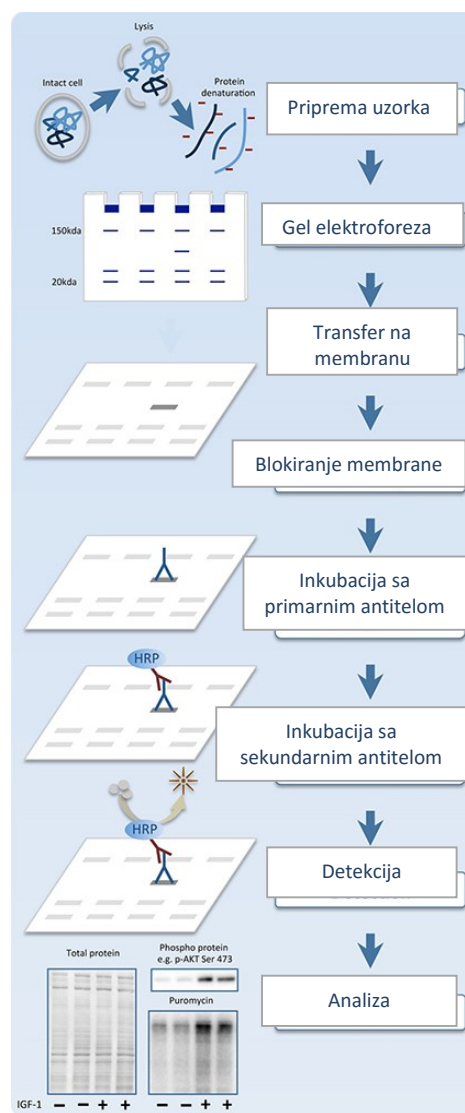 Lysis
Intact cell
Protein
denaturation
Priprema uzorka
150kda
20kda
Gel elektroforeza
Transfer na
membranu
Blokiranje membrane
Inkubacija sa
primarnim antitelom
HRP
Inkubacija sa
sekundarnim antitelom
HRP
Detekcija
Total protein
Phospho protein
e.g. p-AKT Ser 473
Puromycin
Analiza
IGF-1 − − + + − − + +